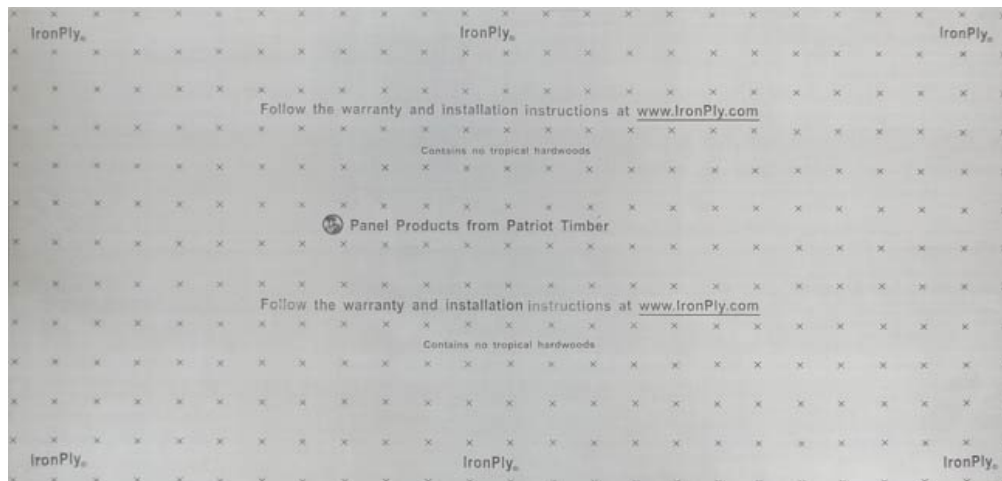 IronPly® IronPly® IronPly®
Follow the warranty and installation instructions at www.IronPly.com
Contains no tropical hardwoods
Panel Products from Patriot Timber
Follow the warranty and installation instructions at www.IronPly.com
Contains no tropical hardwoods
IronPly® IronPly® IronPly®